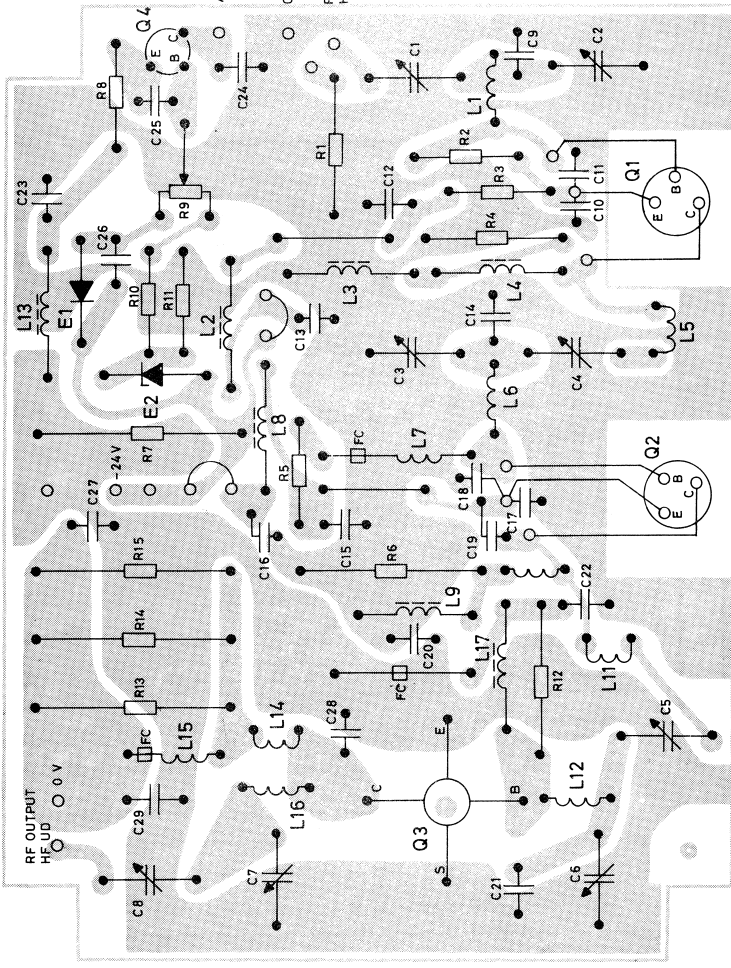 RF OUTPUT
HF UD
0 V
-24V
Q4
E
C
B
R8
C25
C24
C23
R9
L13
E1
C26
R10
R11
E2
L2
R7
L8
C27
R15
R14
R13
FC
L15
C29
C8
L14
L16
C7
C28
C16
R5
C15
FC
L7
R6
L9
C20
FC
C13
L3
R1
C12
C1
C3
C9
L1
C2
R2
R3
R4
C11
C10
Q1
E
B
C
L4
C14
L6
C4
L5
C18
C17
C19
Q2
E
B
C
C22
L17
R12
L11
C5
L12
Q3
C
E
B
S
C21
C6